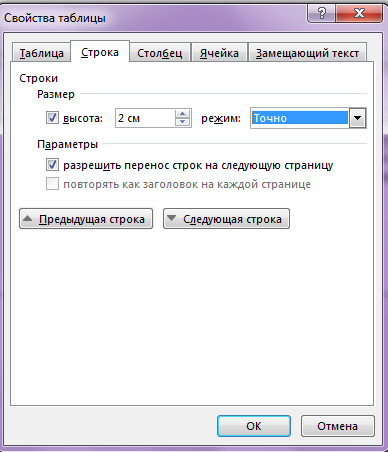 Свойства таблицы
Таблица Строка Столбец Ячейка Замещающий текст
Строки
Размер
высота: 2 см режим: Точно
Параметры
разрешить перенос строк на следующую страницу
повторять как заголовок на каждой странице
Предыдущая строка Следующая строка
ОК Отмена